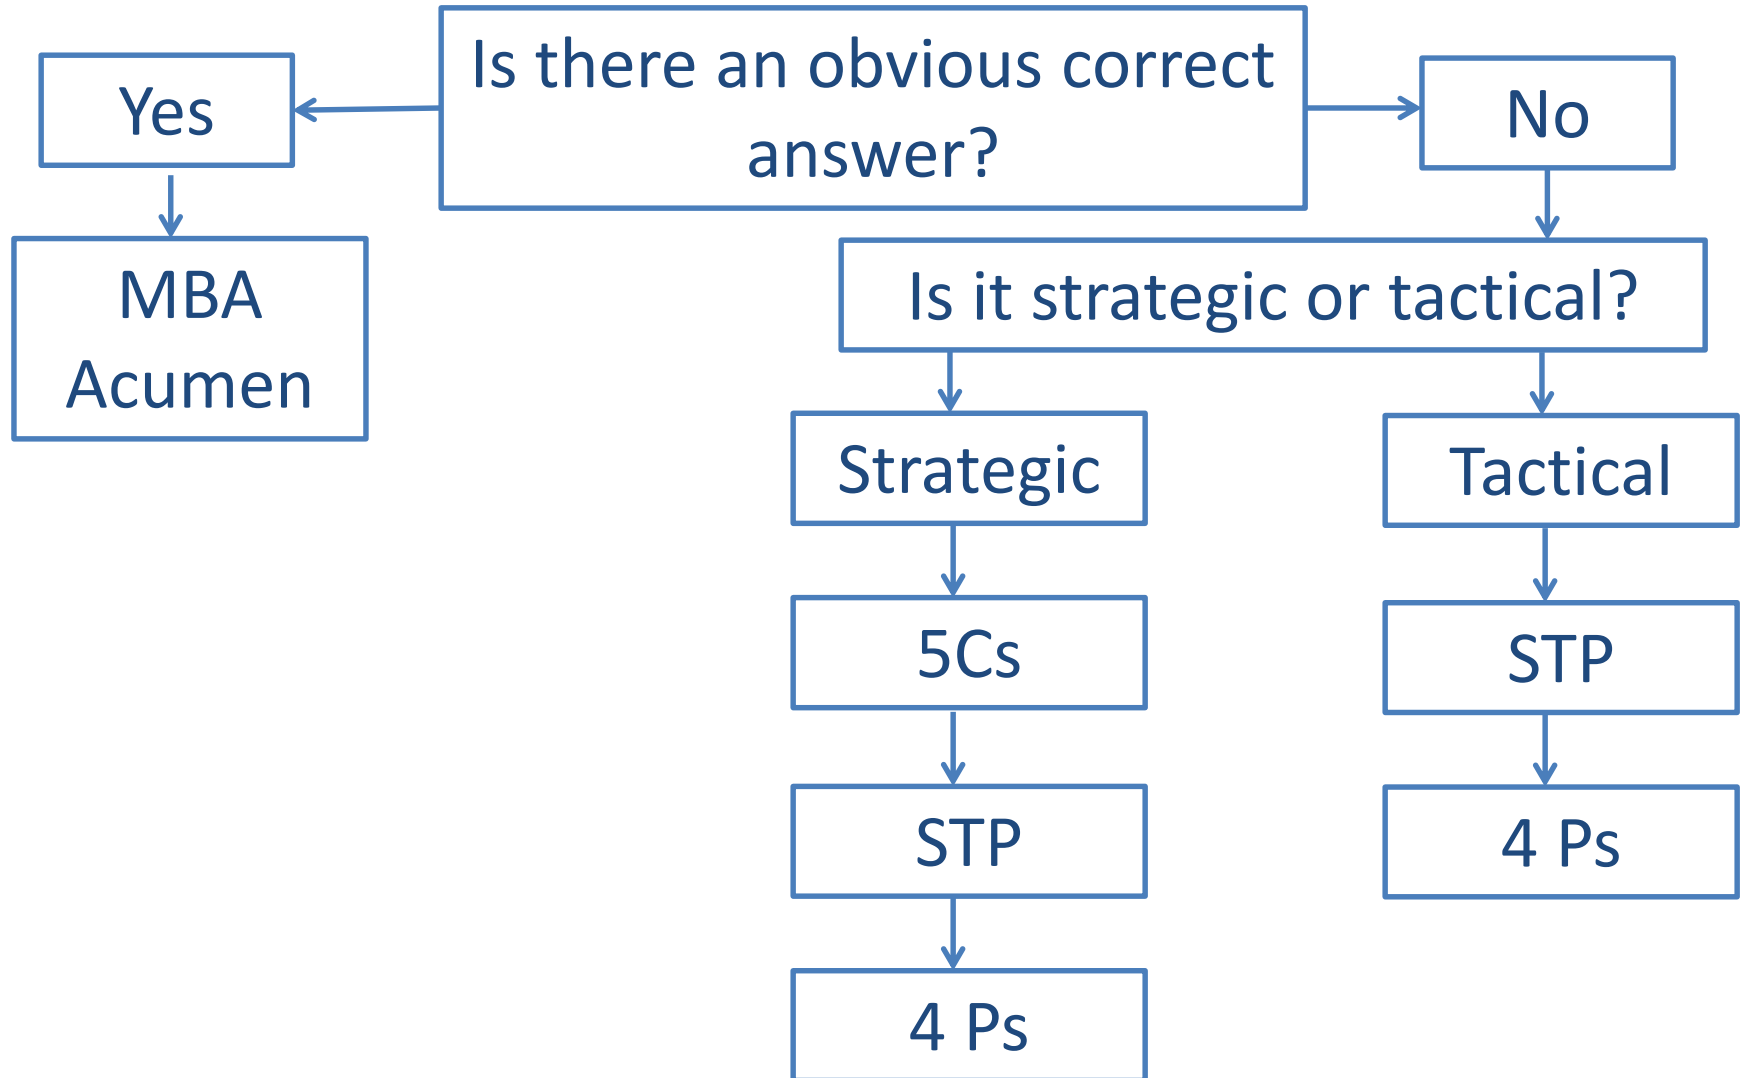 Is there an obvious correct
answer?
Yes
No
MBA
Acumen
Is it strategic or tactical?
Strategic
Tactical
5Cs
STP
STP
4 Ps
4 Ps